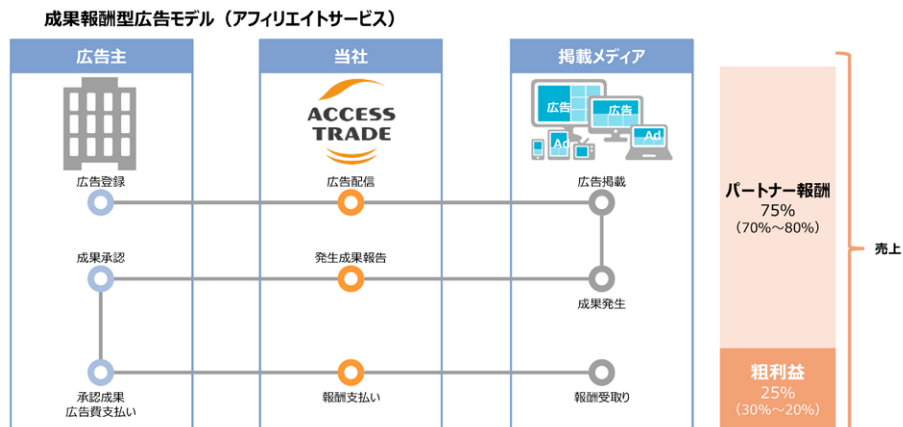 成果報酬型広告モデル（アフィリエイトサービス）
広告主
当社
掲載メディア
ACCESS
TRADE
広告
広告
Ad
Ad
広告登録
広告配信
広告掲載
成果承認
発生成果報告
成果発生
承認成果
広告費支払い
報酬支払い
報酬受取り
パートナー報酬
75%
（70%～80%）
売上
粗利益
25%
（30%～20%）